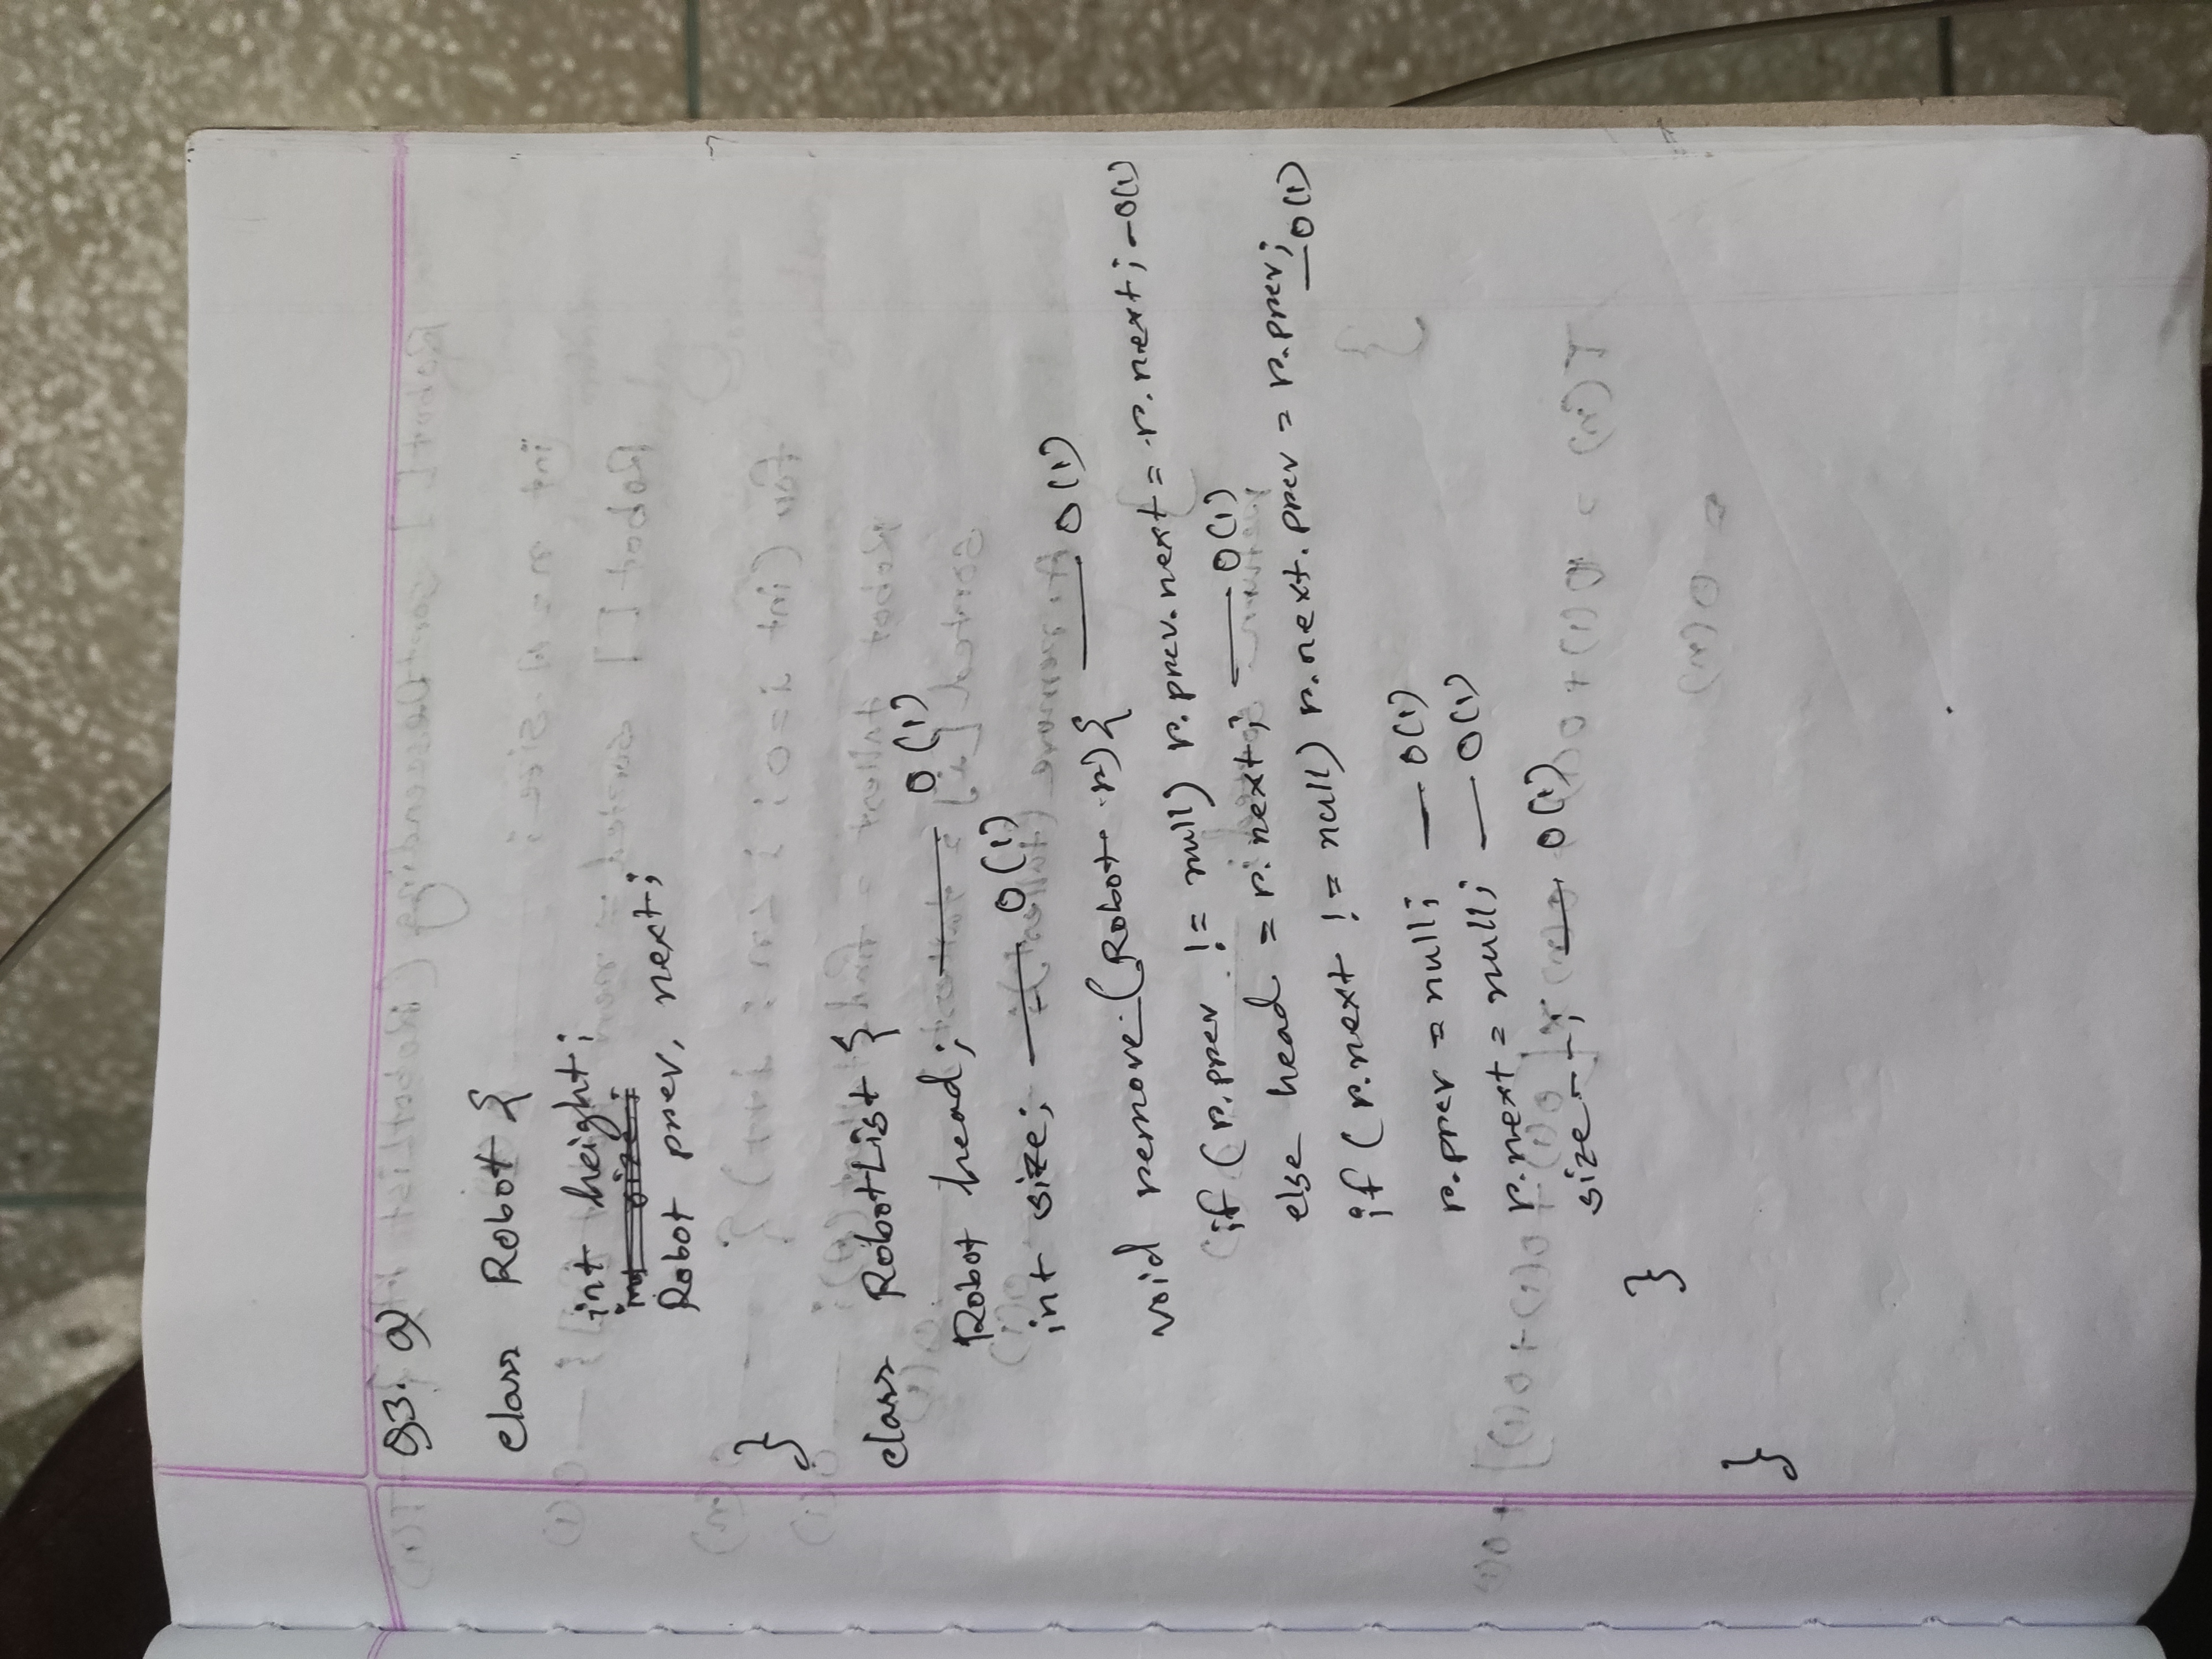 Q3. a)
class Robot {
int height;
int size;
Robot prev, next;
}
class RobotList {
Robot head; — O(1)
int size; — O(1)
void remove (Robot r) { — O(1)
if (r.prev != null) r.prev.next = r.next; — O(1)
else head = r.next; — O(1)
if (r.next != null) r.next.prev = r.prev; — O(1)
r.prev = null; — O(1)
r.next = null; — O(1)
size--; — O(1)
}
}